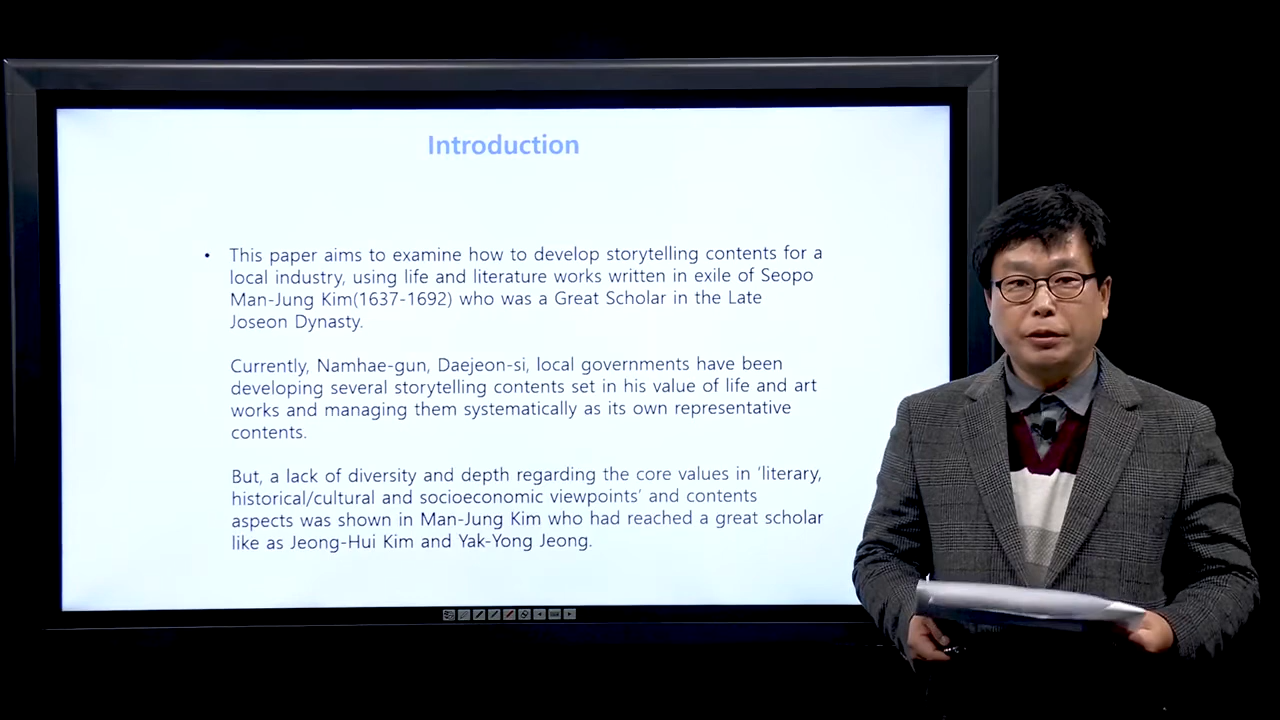 Introduction
• This paper aims to examine how to develop storytelling contents for a
local industry, using life and literature works written in exile of Seopo
Man-Jung Kim(1637-1692) who was a Great Scholar in the Late
Joseon Dynasty.
Currently, Namhae-gun, Daejeon-si, local governments have been
developing several storytelling contents set in his value of life and art
works and managing them systematically as its own representative
contents.
But, a lack of diversity and depth regarding the core values in ‘literary,
historical/cultural and socioeconomic viewpoints’ and contents
aspects was shown in Man-Jung Kim who had reached a great scholar
like as Jeong-Hui Kim and Yak-Yong Jeong.